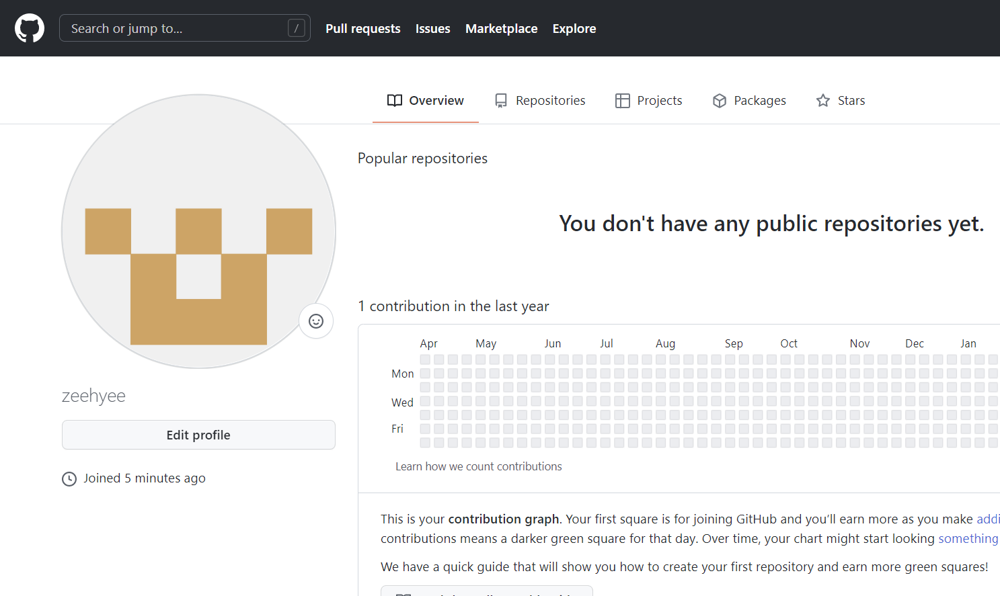 Search or jump to... /
Pull requests Issues Marketplace Explore
Overview Repositories Projects Packages Stars
Popular repositories
You don't have any public repositories yet.
1 contribution in the last year
Apr May Jun Jul Aug Sep Oct Nov Dec Jan
Mon
Wed
Fri
Learn how we count contributions
zeehyee
Edit profile
Joined 5 minutes ago
This is your contribution graph. Your first square is for joining GitHub and you’ll earn more as you make addi
contributions means a darker green square for that day. Over time, your chart might start looking something
We have a quick guide that will show you how to create your first repository and earn more green squares!